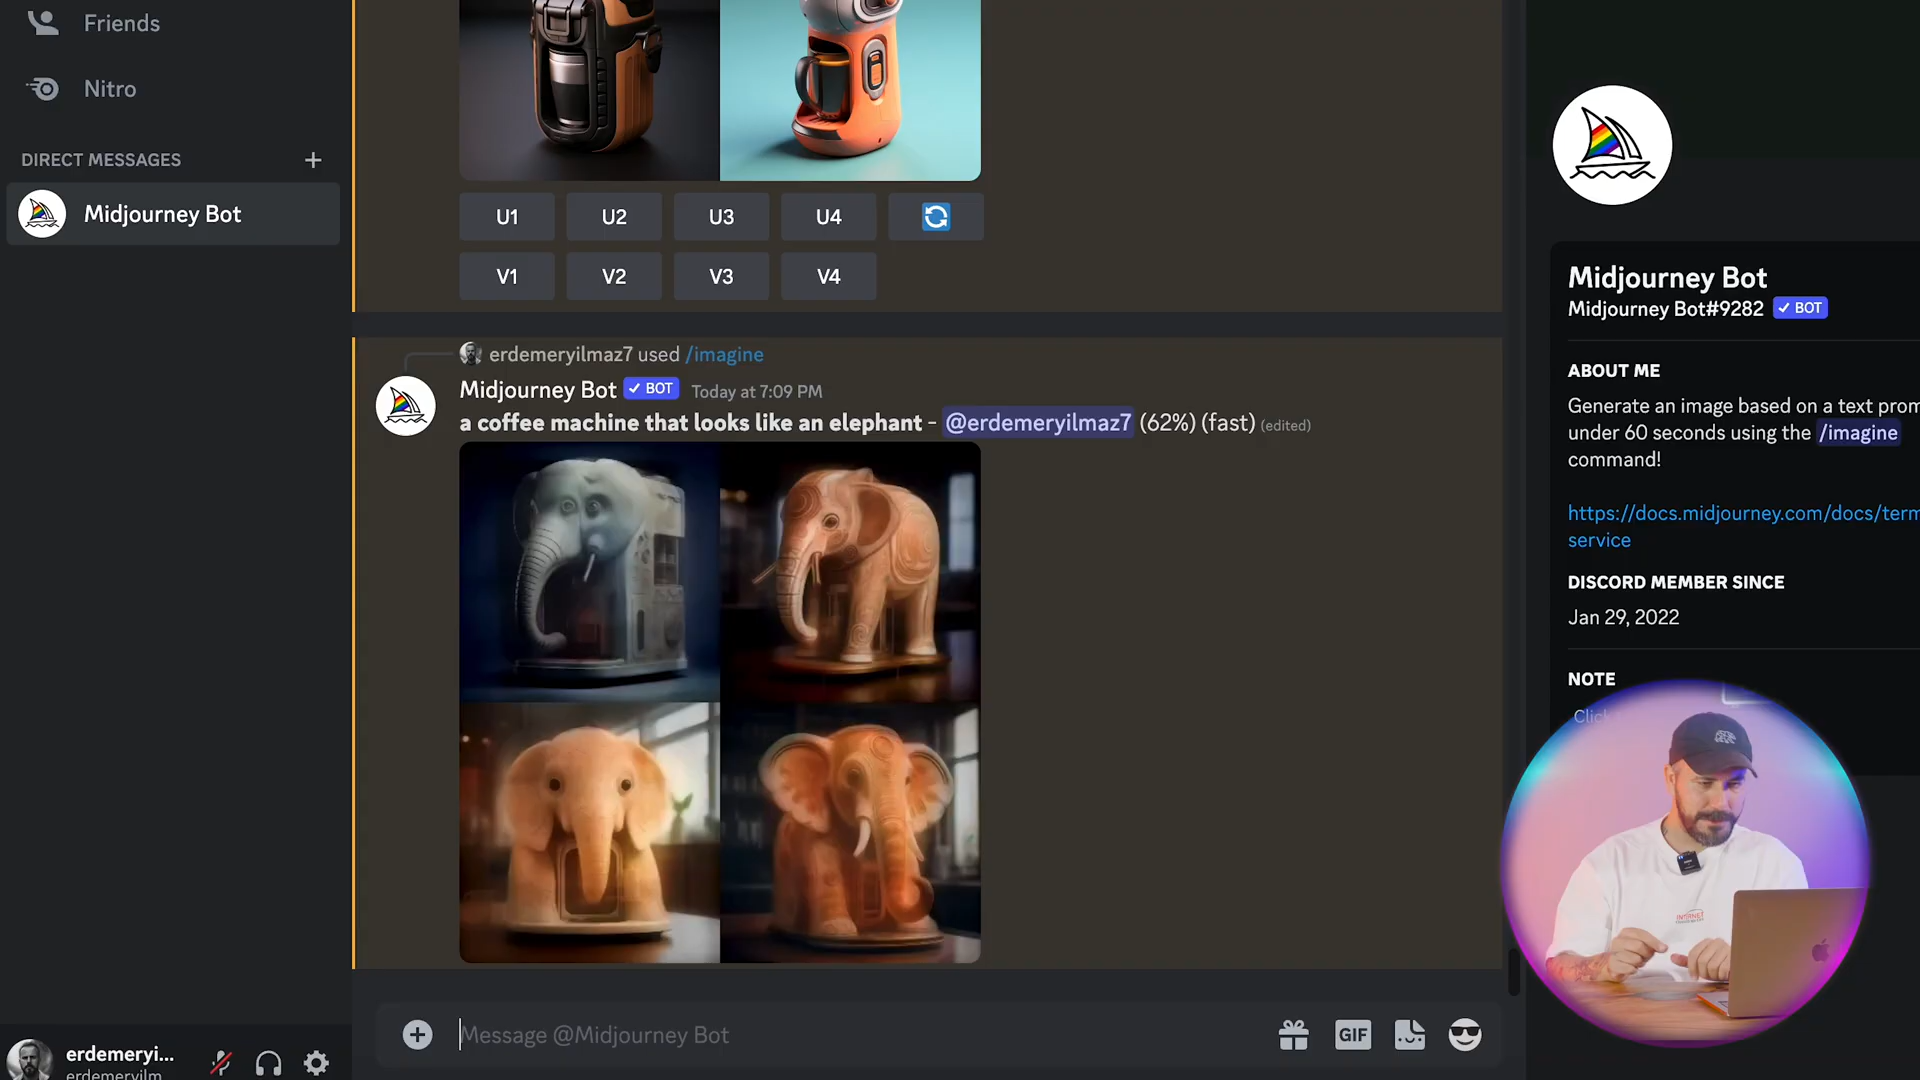 Friends
Nitro
DIRECT MESSAGES
Midjourney Bot
U1 U2 U3 U4
V1 V2 V3 V4
erdemeryilmaz7 used /imagine
Midjourney Bot ✓ BOT Today at 7:09 PM
a coffee machine that looks like an elephant - @erdemeryilmaz7 (62%) (fast) (edited)
Message @Midjourney Bot
GIF
erdemeryi...
erdemeryilm
Midjourney Bot
Midjourney Bot#9282 ✓ BOT
ABOUT ME
Generate an image based on a text prom
under 60 seconds using the /imagine
command!
https://docs.midjourney.com/docs/term
service
DISCORD MEMBER SINCE
Jan 29, 2022
NOTE
Clic